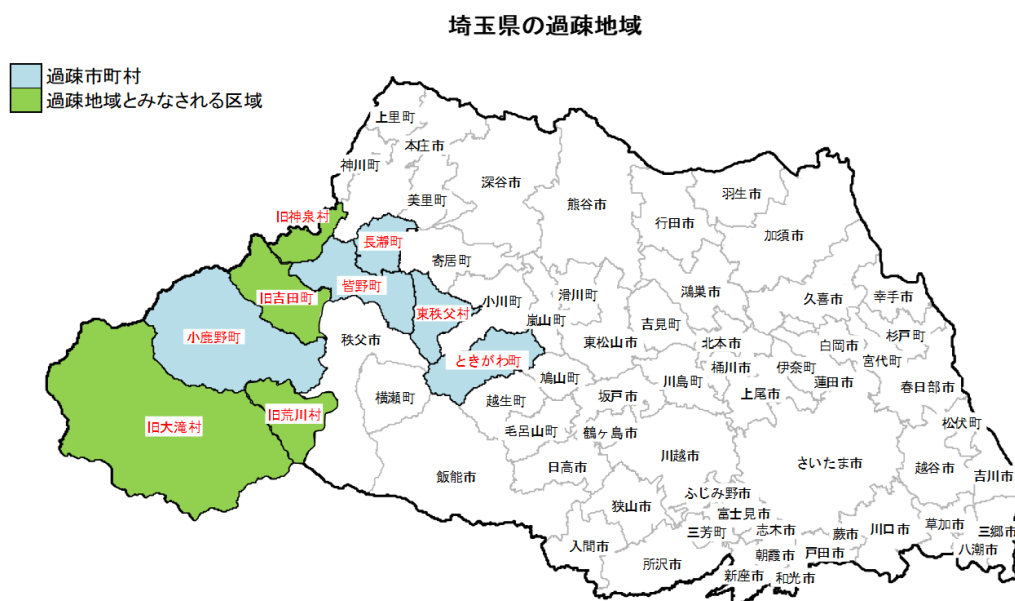 埼玉県の過疎地域
過疎市町村
過疎地域とみなされる区域
上里町
本庄市
神川町
深谷市
美里町
熊谷市
羽生市
行田市
加須市
旧神泉村
長瀞町
寄居町
皆野町
旧吉田町
東秩父村
小川町
滑川町
鴻巣市
久喜市
幸手市
嵐山町
吉見町
小鹿野町
秩父市
東松山市
北本市
白岡市
杉戸町
ときがわ町
宮代町
桶川市
伊奈町
鳩山町
川島町
蓮田市
春日部市
横瀬町
越生町
坂戸市
上尾市
旧荒川村
旧大滝村
毛呂山町
鶴ヶ島市
松伏町
川越市
さいたま市
日高市
越谷市
飯能市
吉川市
ふじみ野市
狭山市
富士見市
三芳町
志木市
蕨市
川口市
草加市
三郷市
入間市
朝霞市
戸田市
八潮市
所沢市
新座市
和光市